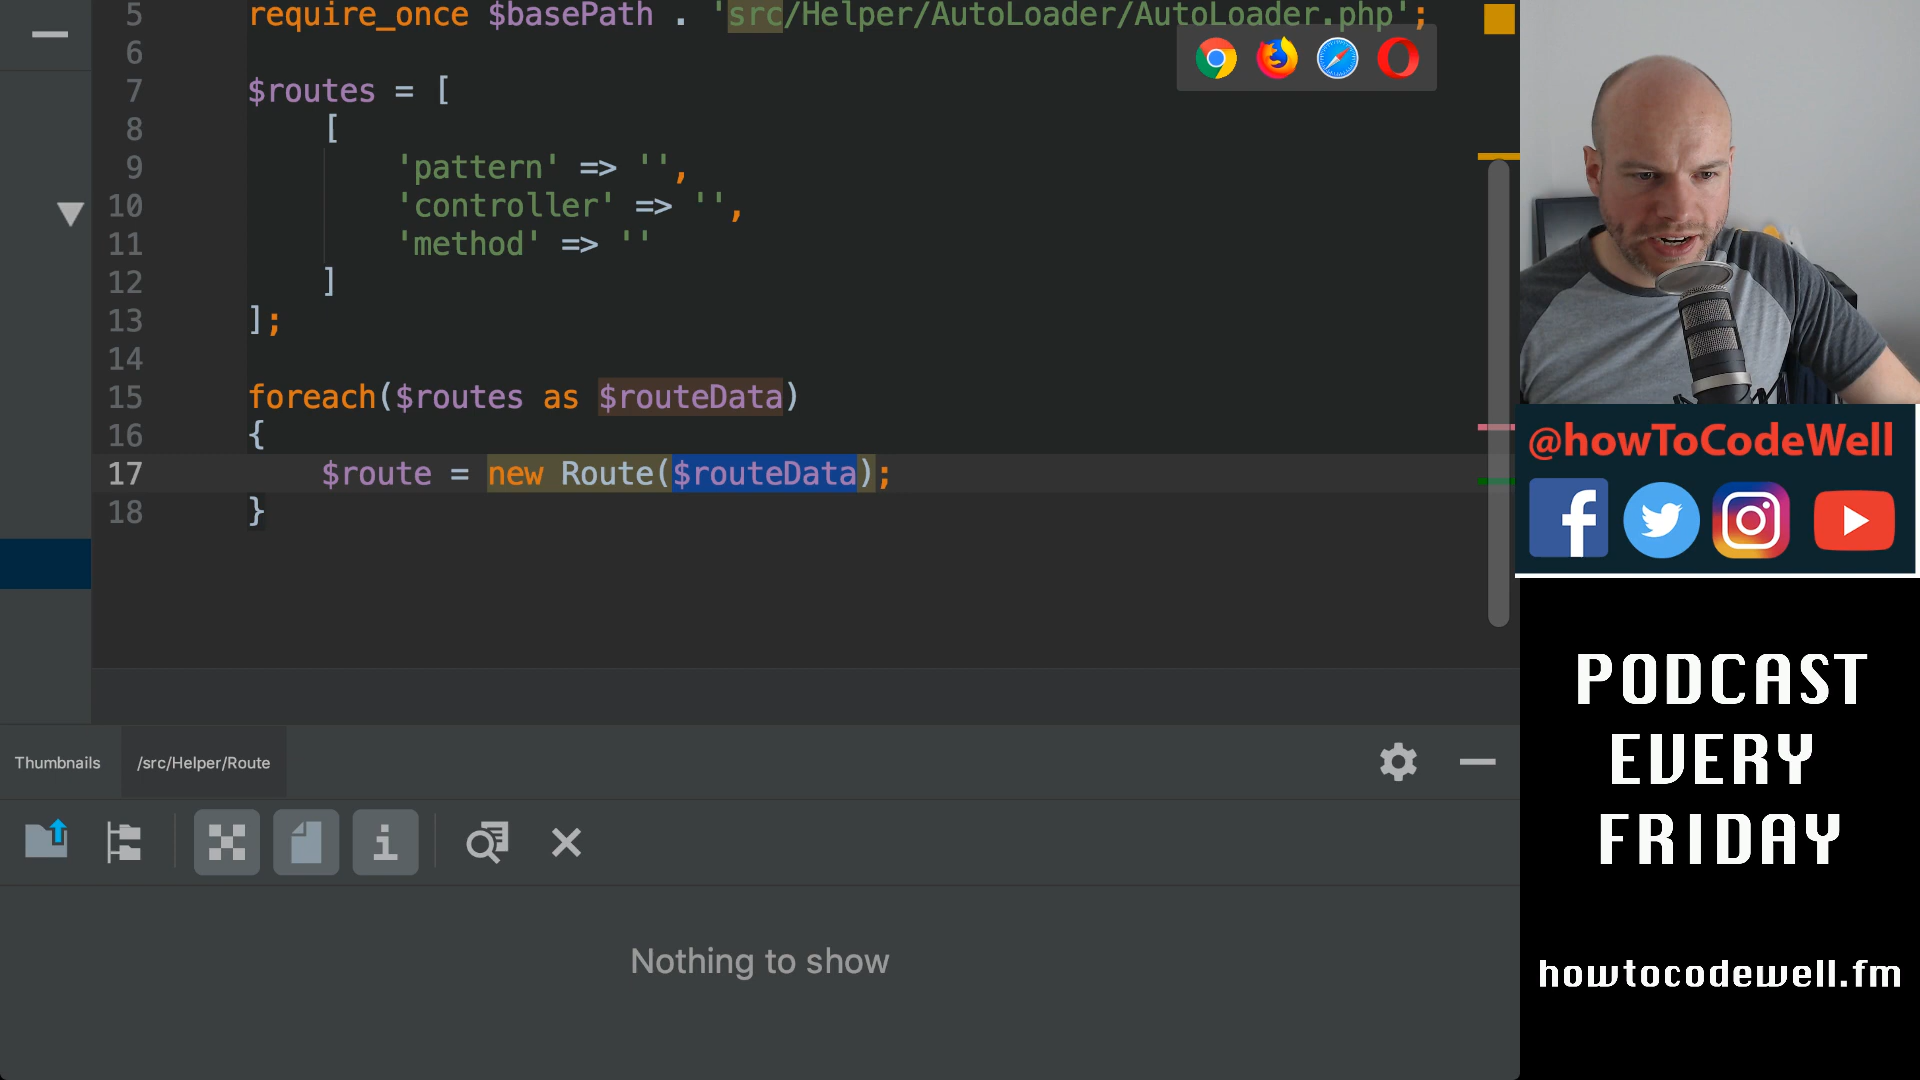 5 require_once $basePath . 'src/Helper/AutoLoader/AutoLoader.php';
6
7 $routes = [
8 [
9 'pattern' => '',
10 'controller' => '',
11 'method' => ''
12 ]
13 ];
14
15 foreach($routes as $routeData)
16 {
17 $route = new Route($routeData);
18 }
Thumbnails
/src/Helper/Route
Nothing to show
@howToCodeWell
PODCAST
EVERY
FRIDAY
howtocodewell.fm